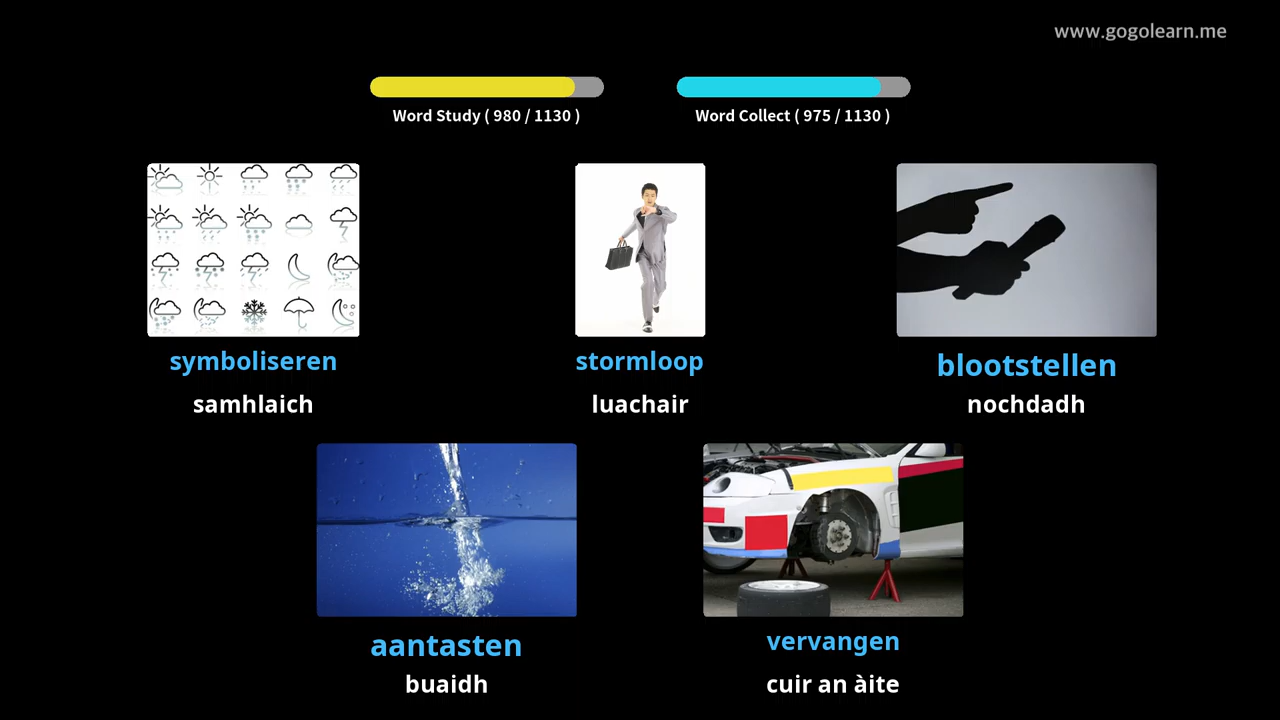 www.gogolearn.me
Word Study ( 980 / 1130 )
Word Collect ( 975 / 1130 )
symboliseren
samhlaich
stormloop
luachair
blootstellen
nochdadh
aantasten
buaidh
vervangen
cuir an àite